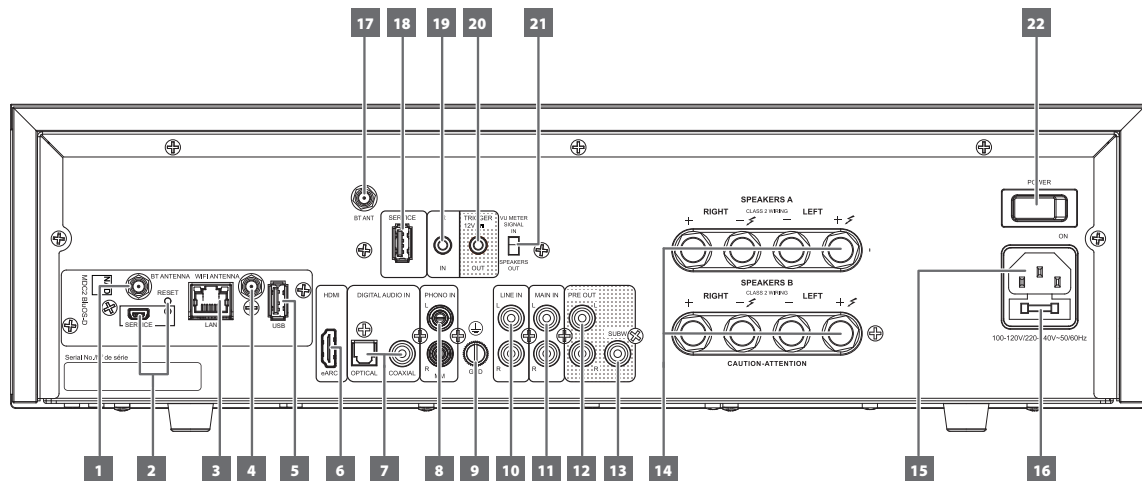 17 18 19 20 21 22
POWER
ON
BT ANT
SERVICE
IN
TRIGGER
12V
OUT
VU METER
SIGNAL
IN
SPEAKERS
OUT
SPEAKERS A
RIGHT CLASS 2 WIRING LEFT
+ − − +
SPEAKERS B
RIGHT CLASS 2 WIRING LEFT
+ − − +
CAUTION-ATTENTION
100-120V/220- 40V~50/60Hz
MDC2 BluOS-D
BT ANTENNA WIFI ANTENNA
RESET
SERVICE
LAN
USB
Serial No./
de série
HDMI
eARC
DIGITAL AUDIO IN
OPTICAL COAXIAL
PHONO IN
L
R
MM
LINE IN
L
R
MAIN IN
L
R
PRE OUT
L
R
SUBW
1 2 3 4 5 6 7 8 9 10 11 12 13 14 15 16